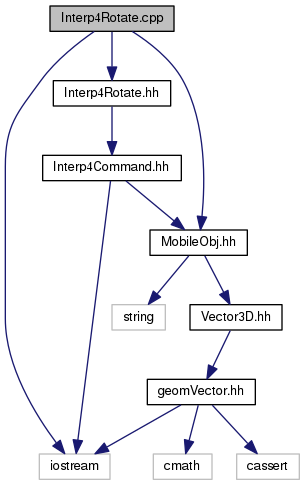 Interp4Rotate.cpp
Interp4Rotate.hh
Interp4Command.hh
MobileObj.hh
string
Vector3D.hh
geomVector.hh
iostream
cmath
cassert